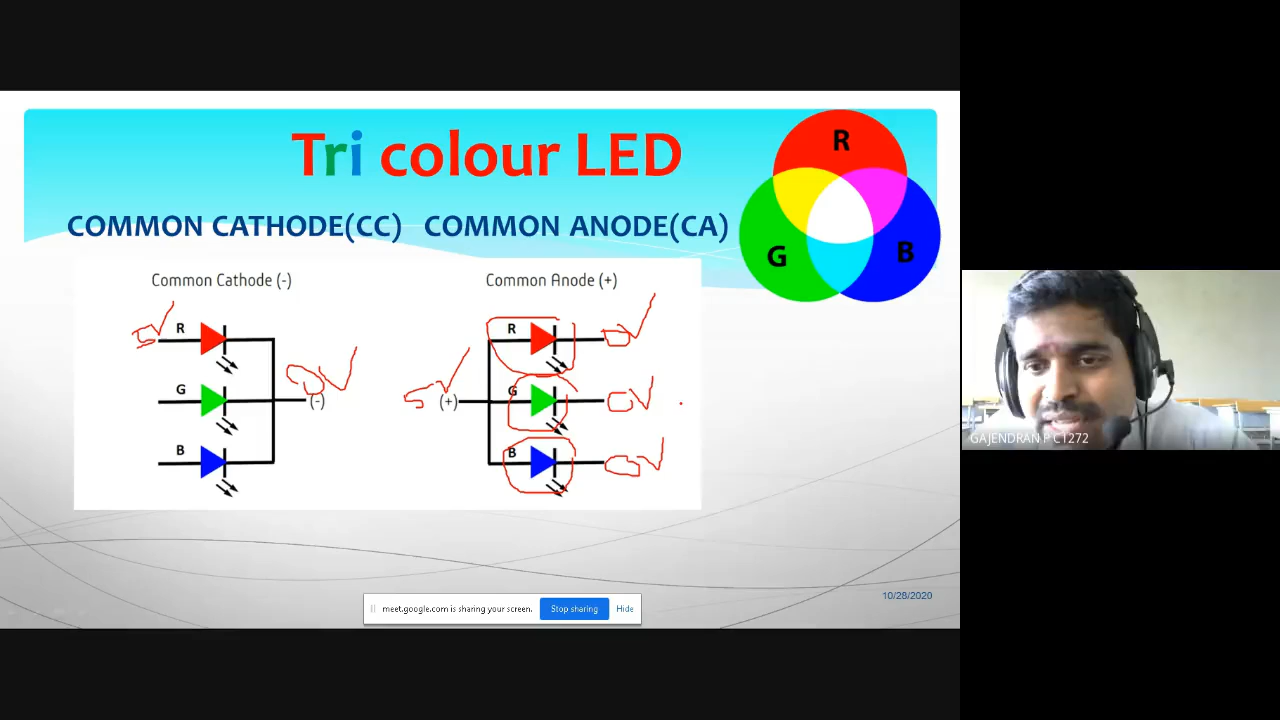 Tri colour LED
COMMON CATHODE(CC) COMMON ANODE(CA)
R
G
B
Common Cathode (-)
R
G
B
(-)
0V
Common Anode (+)
R
G
B
5V
(+)
0V
0V
0V
meet.google.com is sharing your screen.
Stop sharing
Hide
10/28/2020
GAJENDRAN P C1272